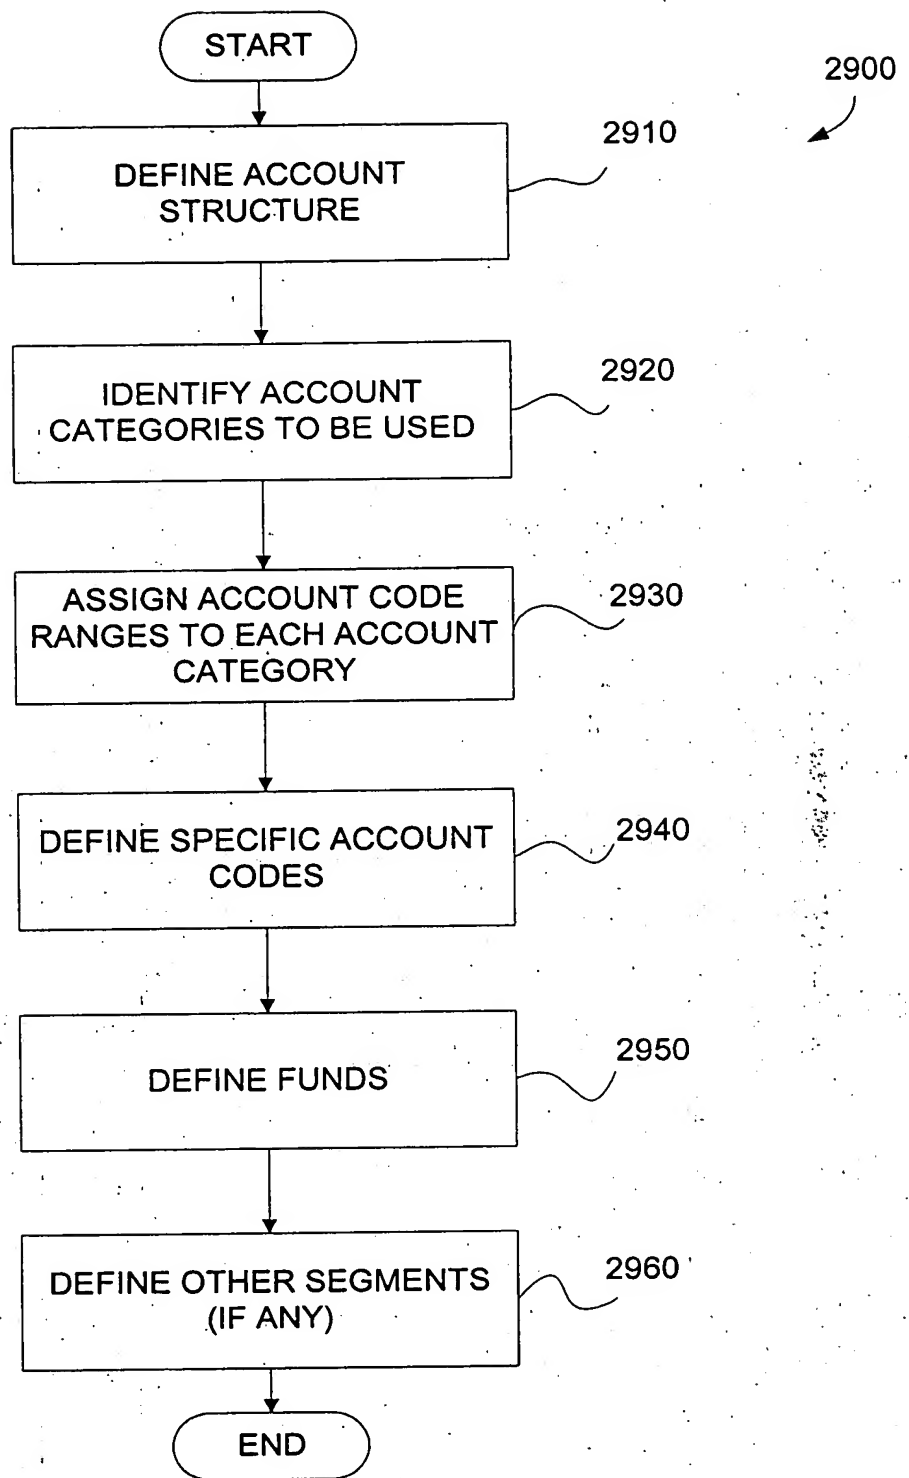 START
2900
2910
DEFINE ACCOUNT
STRUCTURE
2920
IDENTIFY ACCOUNT
CATEGORIES TO BE USED
2930
ASSIGN ACCOUNT CODE
RANGES TO EACH ACCOUNT
CATEGORY
2940
DEFINE SPECIFIC ACCOUNT
CODES
2950
DEFINE FUNDS
2960
DEFINE OTHER SEGMENTS
(IF ANY)
END